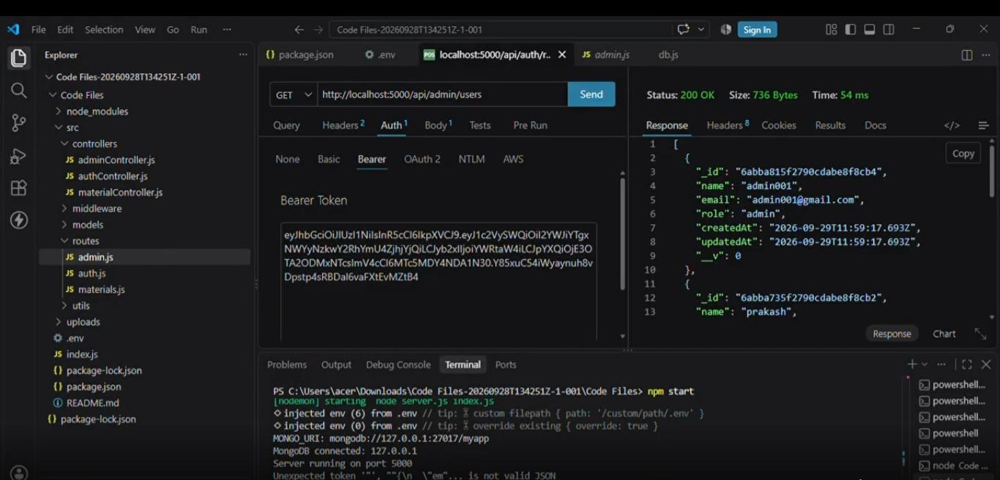 File Edit Selection View Go Run ···
Code Files-20260928T134251Z-1-001
Sign In
Explorer ···
Code Files-20260928T134251Z-1-001
Code Files
node_modules
src
controllers
JS adminController.js
JS authController.js
JS materialController.js
middleware
models
routes
JS admin.js
JS auth.js
JS materials.js
utils
uploads
.env
JS index.js
{} package-lock.json
{} package.json
README.md
{} package-lock.json
{} package.json
.env
POS localhost:5000/api/auth/r..
JS admin.js
db.js
GET http://localhost:5000/api/admin/users Send
Query Headers 2 Auth 1 Body 1 Tests Pre Run
None Basic Bearer OAuth 2 NTLM AWS
Bearer Token
Status: 200 OK Size: 736 Bytes Time: 54 ms
Response Headers 8 Cookies Results Docs </>
Copy
1 [
2 {
3 "_id": "6abba815f2790cdabe8f8cb4",
4 "name": "admin001",
5 "email": "admin001@gmail.com",
6 "role": "admin",
7 "createdAt": "2026-09-29T11:59:17.693Z",
8 "updatedAt": "2026-09-29T11:59:17.693Z",
9 "__v": 0
10 },
11 {
12 "_id": "6abba735f2790cdabe8f8cb2",
13 "name": "prakash",
Response Chart
Problems Output Debug Console Terminal Ports
PS C:\Users\acer\Downloads\Code Files-20260928T134251Z-1-001\Code Files> npm start
[nodemon] starting node server.js index.js
injected env (6) from .env // tip: custom filepath { path: '/custom/path/.env' }
injected env (0) from .env // tip: override existing { override: true }
MONGO_URI: mongodb://127.0.0.1:27017/myapp
MongoDB connected: 127.0.0.1
Server running on port 5000
Unexpected token '"', ""{\n \"em"... is not valid JSON
powershell...
powershell...
powershell...
powershell
powershell...
node Code ...